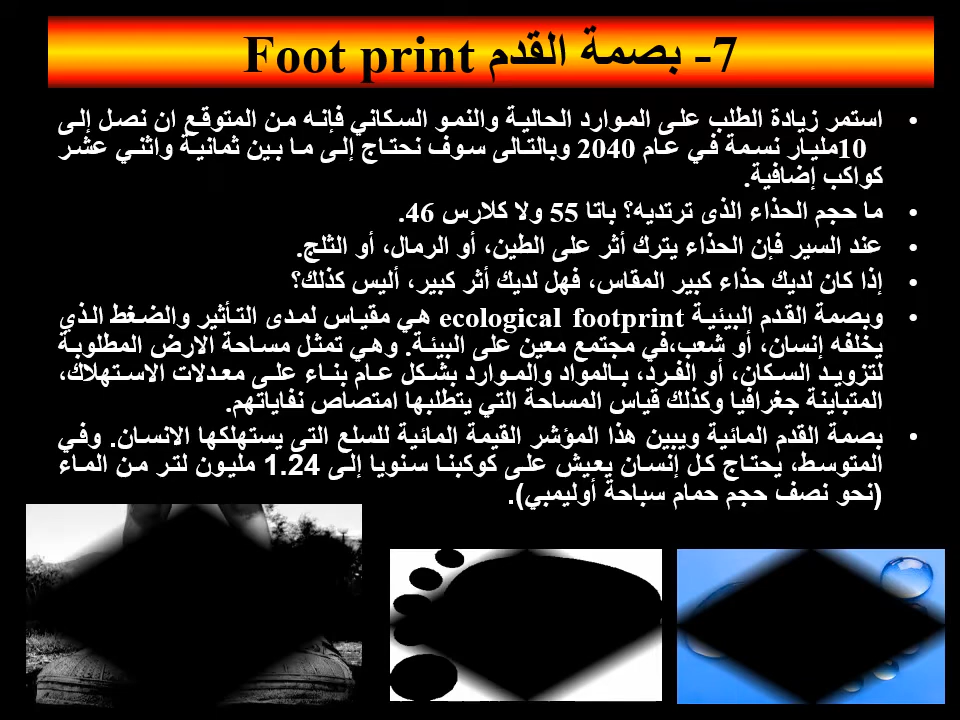 7- بصمة القدم Foot print
• استمر زيادة الطلب على الموارد الحالية والنمو السكاني فإنه من المتوقع ان نصل إلى
10مليار نسمة في عام 2040 وبالتالى سوف نحتاج إلى ما بين ثمانية واثني عشر
كواكب إضافية.
• ما حجم الحذاء الذى ترتديه؟ باتا 55 ولا كلارس 46.
• عند السير فإن الحذاء يترك أثر على الطين، أو الرمال، أو الثلج.
• إذا كان لديك حذاء كبير المقاس، فهل لديك أثر كبير، أليس كذلك؟
• وبصمة القدم البيئية ecological footprint هي مقياس لمدى التأثير والضغط الذي
يخلفه إنسان، أو شعب،في مجتمع معين على البيئة. وهي تمثل مساحة الارض المطلوبة
لتزويد السكان، أو الفرد، بالمواد والموارد بشكل عام بناء على معدلات الاستهلاك،
المتباينة جغرافيا وكذلك قياس المساحة التي يتطلبها امتصاص نفاياتهم.
• بصمة القدم المائية ويبين هذا المؤشر القيمة المائية للسلع التى يستهلكها الانسان. وفي
المتوسط، يحتاج كل إنسان يعيش على كوكبنا سنويا إلى 1.24 مليون لتر من الماء
(نحو نصف حجم حمام سباحة أوليمبي).